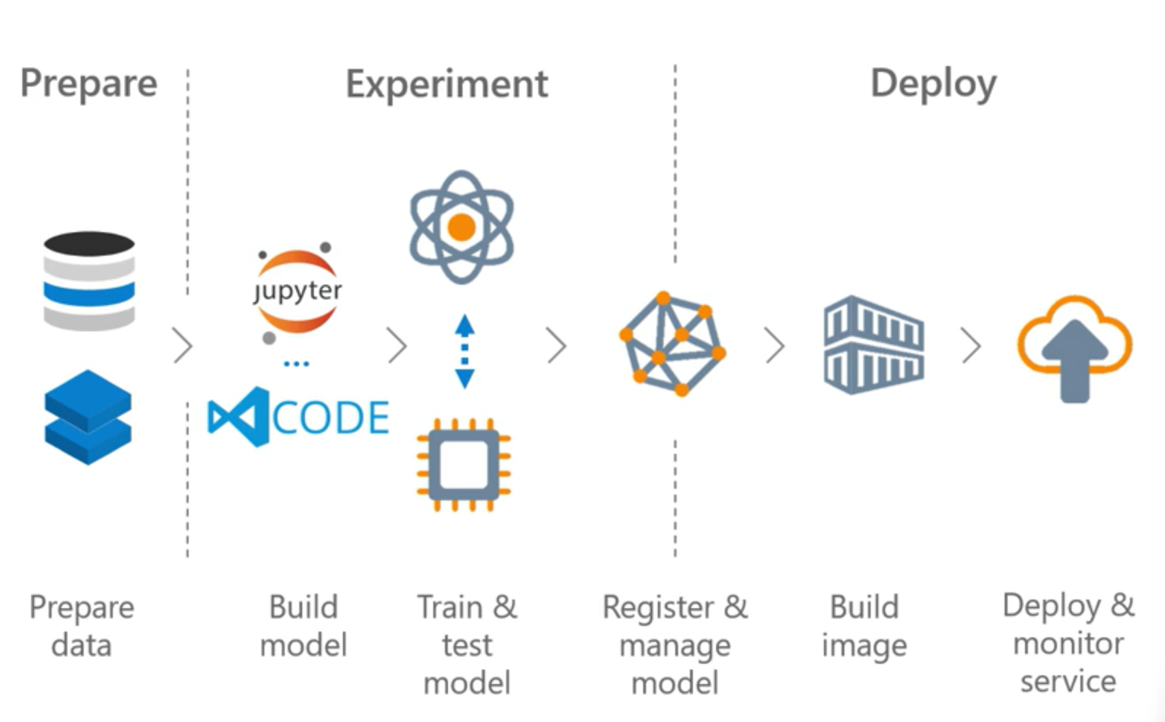 Prepare
Experiment
Deploy
jupyter
CODE
Prepare
data
Build
model
Train &
test
model
Register &
manage
model
Build
image
Deploy &
monitor
service